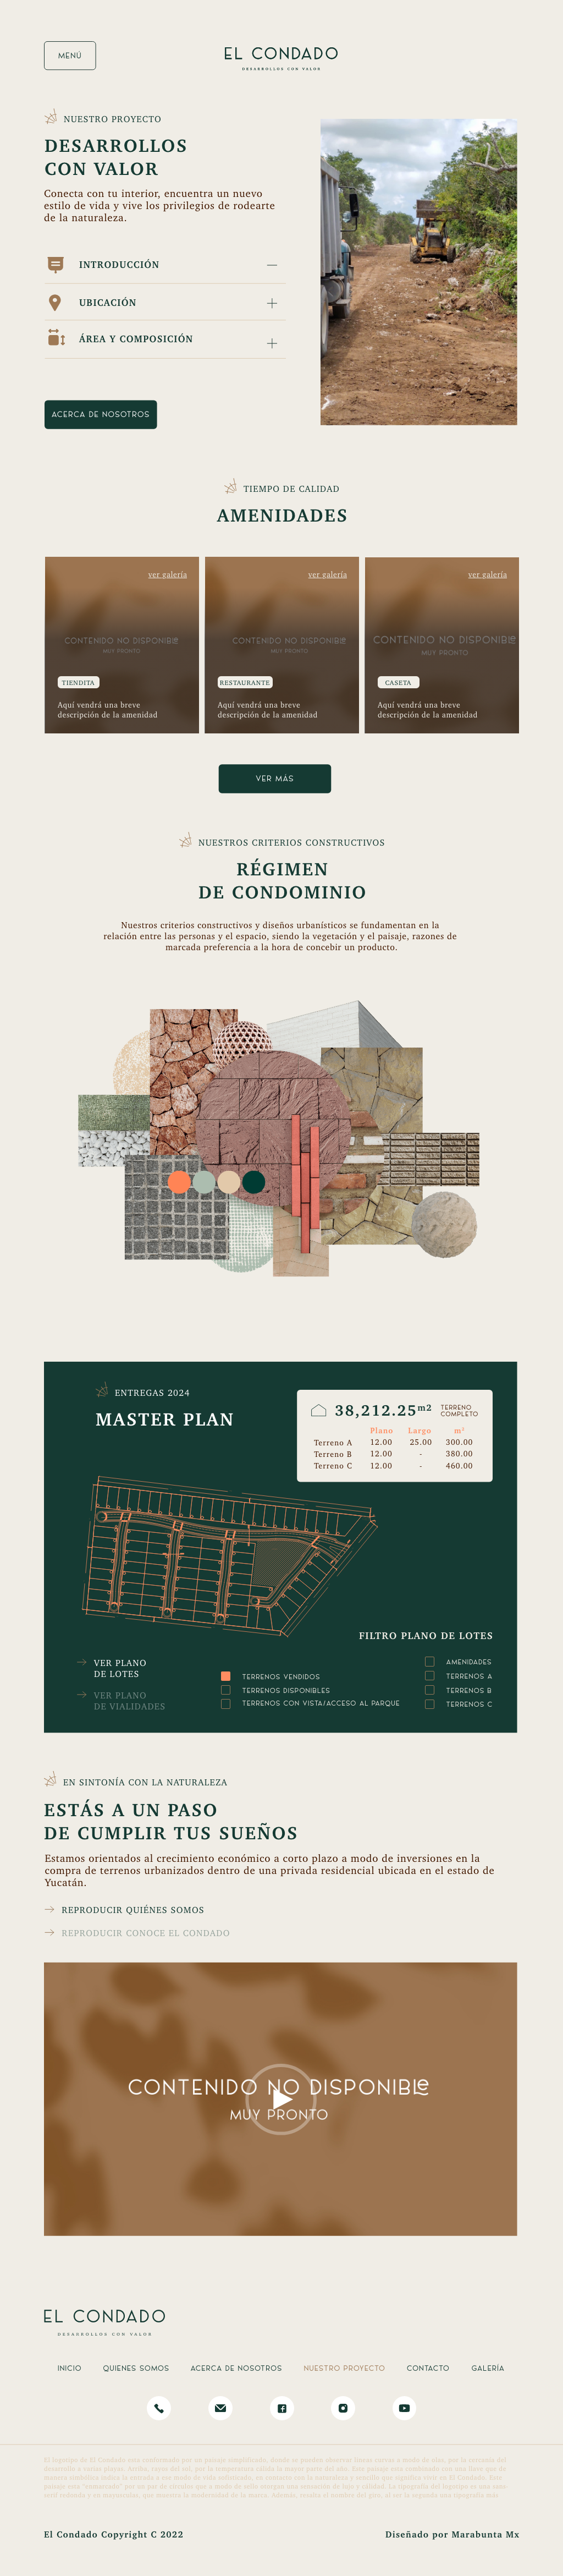 MENÚ
EL CONDADO
DESARROLLOS CON VALOR
NUESTRO PROYECTO
DESARROLLOS
CON VALOR
Conecta con tu interior, encuentra un nuevo
estilo de vida y vive los privilegios de rodearte
de la naturaleza.
INTRODUCCIÓN
UBICACIÓN
ÁREA Y COMPOSICIÓN
ACERCA DE NOSOTROS
TIEMPO DE CALIDAD
AMENIDADES
ver galería
CONTENIDO NO DISPONIBLE
MUY PRONTO
TIENDITA
Aquí vendrá una breve
descripción de la amenidad
ver galería
CONTENIDO NO DISPONIBLE
MUY PRONTO
RESTAURANTE
Aquí vendrá una breve
descripción de la amenidad
ver galería
CONTENIDO NO DISPONIBLE
MUY PRONTO
CASETA
Aquí vendrá una breve
descripción de la amenidad
VER MÁS
NUESTROS CRITERIOS CONSTRUCTIVOS
RÉGIMEN
DE CONDOMINIO
Nuestros criterios constructivos y diseños urbanísticos se fundamentan en la
relación entre las personas y el espacio, siendo la vegetación y el paisaje, razones de
marcada preferencia a la hora de concebir un producto.
ENTREGAS 2024
MASTER PLAN
38,212.25m2 TERRENO
COMPLETO
Plano Largo m²
Terreno A 12.00 25.00 300.00
Terreno B 12.00 - 380.00
Terreno C 12.00 - 460.00
FILTRO PLANO DE LOTES
VER PLANO
DE LOTES
VER PLANO
DE VIALIDADES
TERRENOS VENDIDOS
TERRENOS DISPONIBLES
TERRENOS CON VISTA/ACCESO AL PARQUE
AMENIDADES
TERRENOS A
TERRENOS B
TERRENOS C
EN SINTONÍA CON LA NATURALEZA
ESTÁS A UN PASO
DE CUMPLIR TUS SUEÑOS
Estamos orientados al crecimiento económico a corto plazo a modo de inversiones en la
compra de terrenos urbanizados dentro de una privada residencial ubicada en el estado de
Yucatán.
REPRODUCIR QUIÉNES SOMOS
REPRODUCIR CONOCE EL CONDADO
CONTENIDO NO DISPONIBLE
MUY PRONTO
EL CONDADO
DESARROLLOS CON VALOR
INICIO QUIENES SOMOS ACERCA DE NOSOTROS NUESTRO PROYECTO CONTACTO GALERÍA
El Condado Copyright C 2022
Diseñado por Marabunta Mx